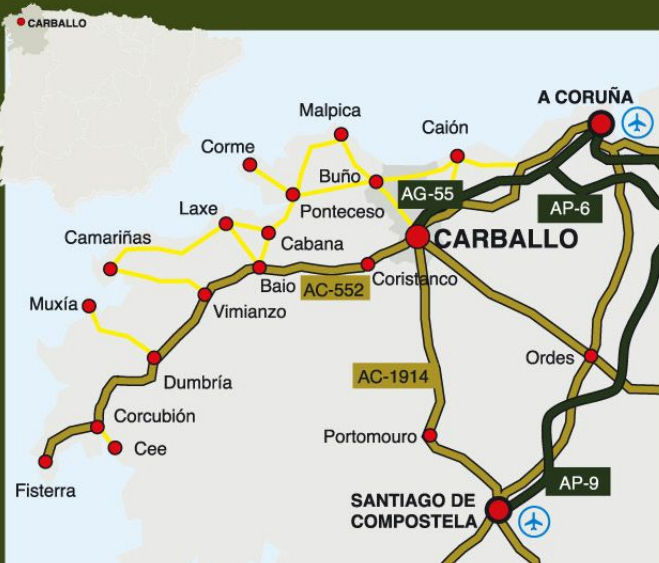 CARBALLO
A CORUÑA
Malpica
Caión
Corme
Buño
AG-55
Laxe
Ponteceso
AP-6
Camariñas
Cabana
CARBALLO
Baio
AC-552
Coristanco
Muxía
Vimianzo
Ordes
Dumbría
AC-1914
Corcubión
Portomouro
Cee
AP-9
Fisterra
SANTIAGO DE
COMPOSTELA